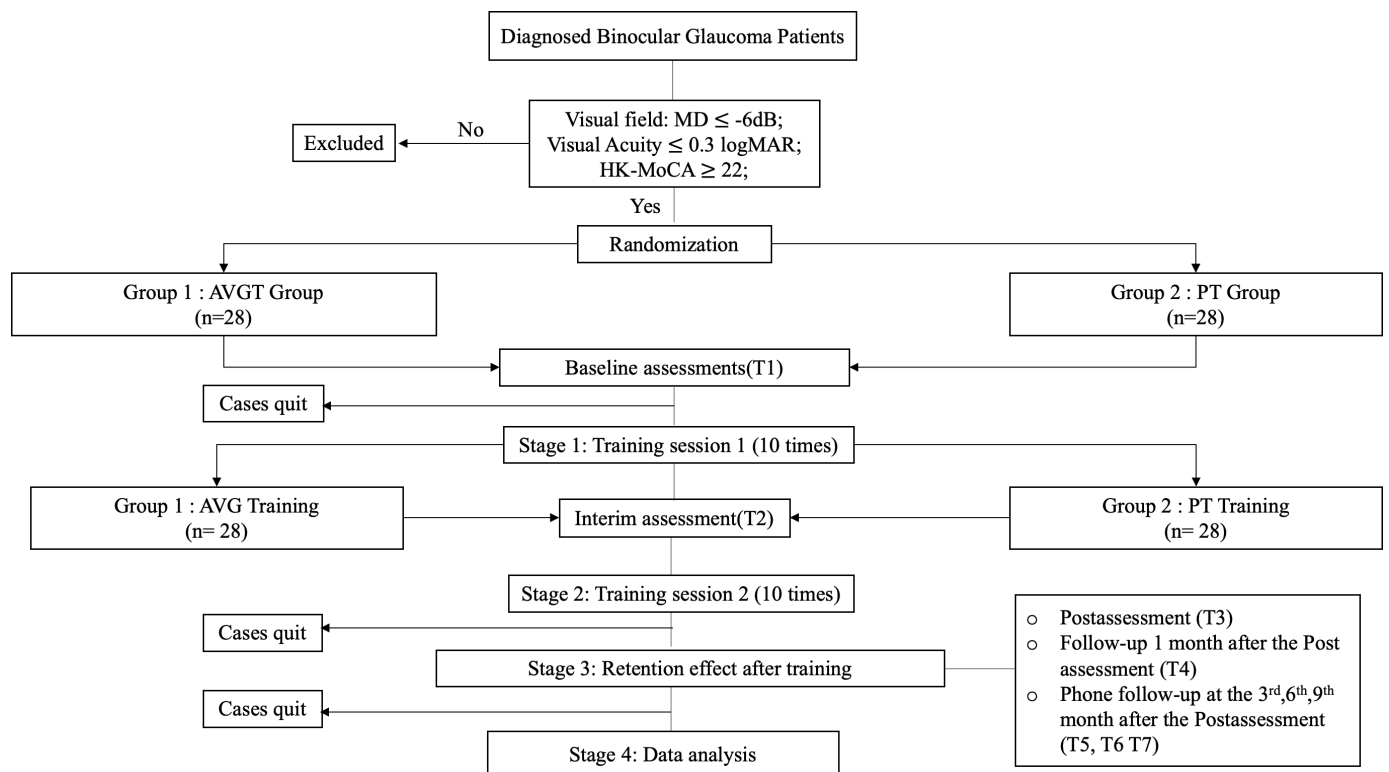 Diagnosed Binocular Glaucoma Patients
Visual field: MD ≤ -6dB;
Visual Acuity ≤ 0.3 logMAR;
HK-MoCA ≥ 22;
No
Excluded
Yes
Randomization
Group 1 : AVGT Group
(n=28)
Group 2 : PT Group
(n=28)
Baseline assessments(T1)
Cases quit
Stage 1: Training session 1 (10 times)
Group 1 : AVG Training
(n= 28)
Interim assessment(T2)
Group 2 : PT Training
(n= 28)
Stage 2: Training session 2 (10 times)
Cases quit
Stage 3: Retention effect after training
○ Postassessment (T3)
○ Follow-up 1 month after the Post
assessment (T4)
○ Phone follow-up at the 3rd,6th,9th
month after the Postassessment
(T5, T6 T7)
Cases quit
Stage 4: Data analysis